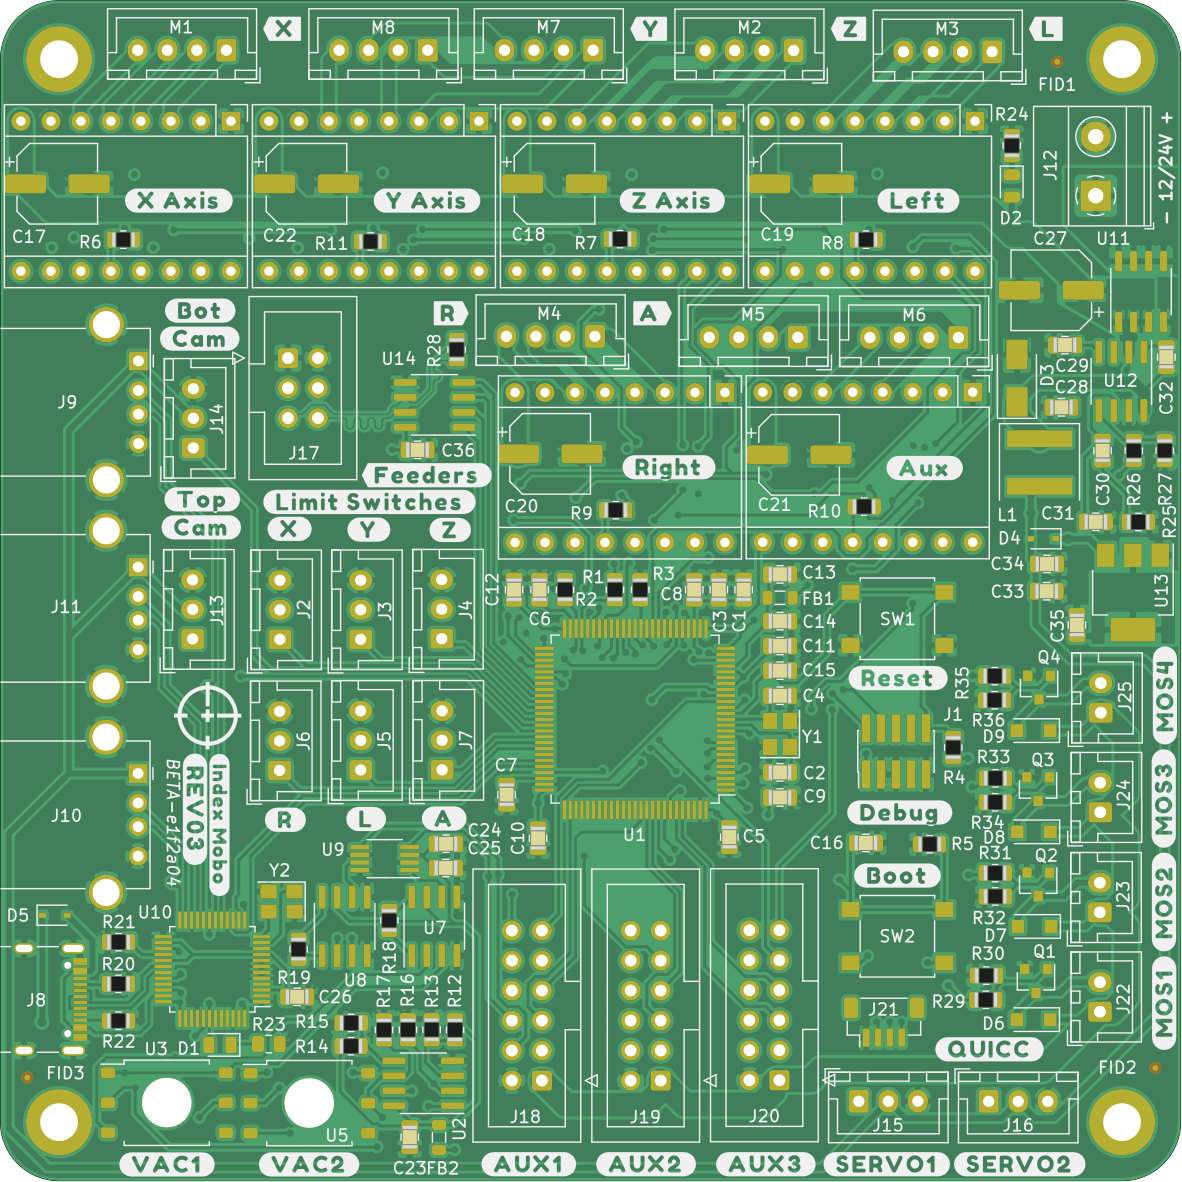 M1
X
M8
M7
Y
M2
Z
M3
L
FID1
R24
J12
- 12/24V +
D2
X Axis
Y Axis
Z Axis
Left
C17
R6
C22
R11
C18
R7
C19
R8
C27
U11
Bot
Cam
R
M4
A
M5
M6
R28
U14
C29
D3
C28
U12
C32
J9
J14
J17
C36
Feeders
Right
Aux
Top
Cam
Limit Switches
X
Y
Z
C20
R9
C21
R10
L1
C30
R26
R27
C31
R25
D4
J11
J13
J2
J3
J4
C12
C6
R1
R2
R3
C8
C3
C1
C13
FB1
C14
C11
C15
C4
Y1
C2
C9
SW1
Reset
C34
C33
C35
U13
R35
Q4
R36
D9
J25
MOS4
J6
J5
J7
J1
R4
J10
BETA-e1f2a04
REV03
Index Mobo
R
L
A
C7
C10
U1
C5
Debug
R33
Q3
R34
D8
J24
MOS3
C24
C25
U9
C16
R5
Boot
R31
Q2
R32
D7
J23
MOS2
Y2
D5
R21
U10
R20
R19
U8
R18
U7
SW2
R30
Q1
R29
D6
J22
MOS1
J8
C26
R17
R16
R13
R12
R22
R23
R15
R14
U3
D1
J21
QUICC
FID3
FID2
U5
C23
FB2
U2
J18
J19
J20
J15
J16
VAC1
VAC2
AUX1
AUX2
AUX3
SERVO1
SERVO2